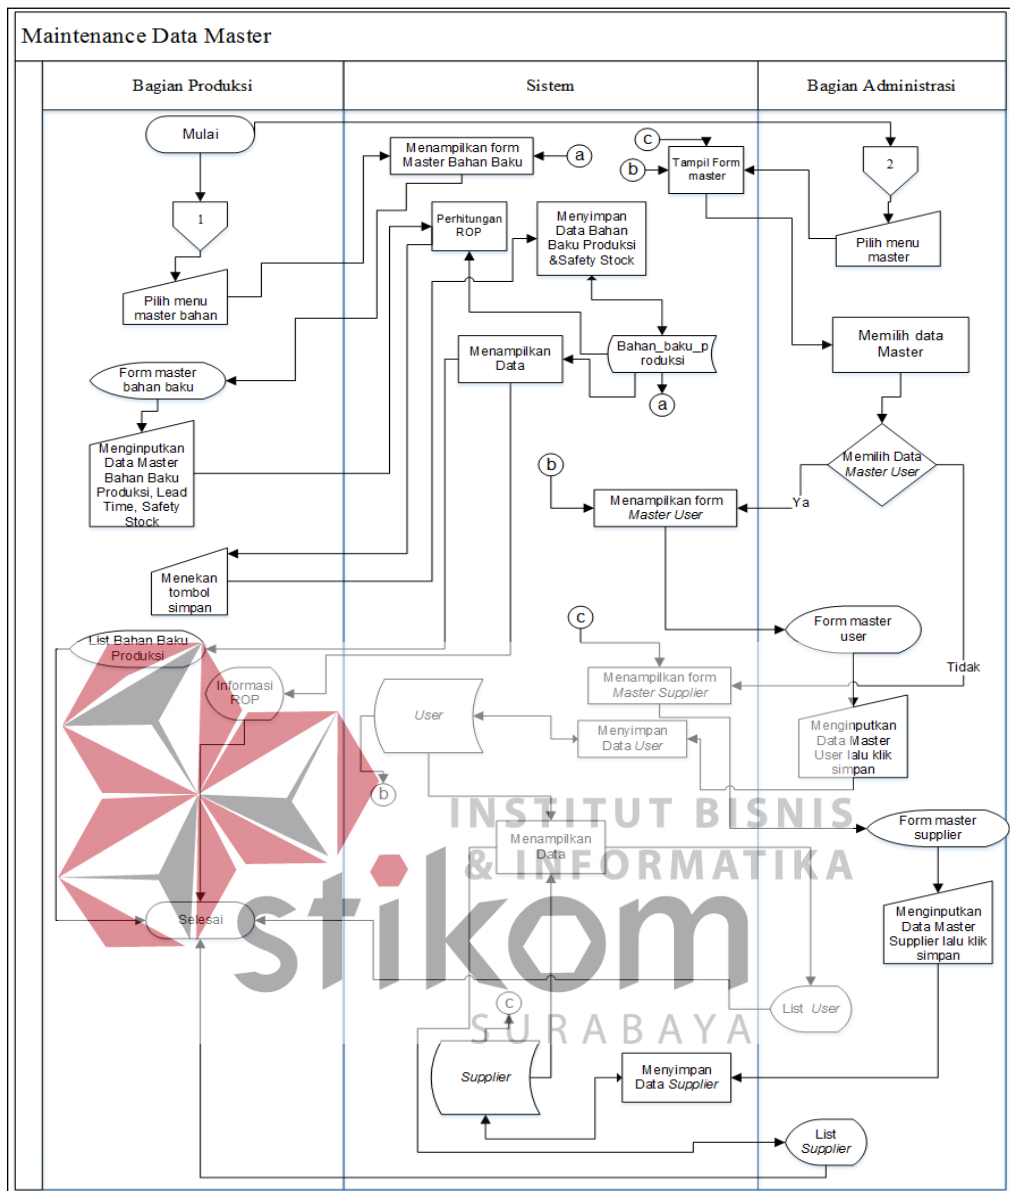 Maintenance Data Master
Bagian Produksi
Sistem
Bagian Administrasi
Mulai
Menampilkan form
Master Bahan Baku
a
c
b
Tampil Form
master
2
1
Perhitungan
ROP
Menyimpan
Data Bahan
Baku Produksi
&Safety Stock
Pilih menu
master
Pilih menu
master bahan
Menampilkan
Data
Bahan_baku_p
roduksi
a
Memilih data
Master
Form master
bahan baku
Menginputkan
Data Master
Bahan Baku
Produksi, Lead
Time, Safety
Stock
Memilih Data
Master User
Ya
b
Menampilkan form
Master User
Menekan
tombol
simpan
List Bahan Baku
Produksi
c
Form master
user
Tidak
Informasi
ROP
Menampilkan form
Master Supplier
User
Menyimpan
Data User
Menginputkan
Data Master
User lalu klik
simpan
b
INSTITUT BISNIS
& INFORMATIKA
Menampilkan
Data
Form master
supplier
stikom
Selesai
Menginputkan
Data Master
Supplier lalu klik
simpan
c
List User
SURABAYA
Supplier
Menyimpan
Data Supplier
List
Supplier